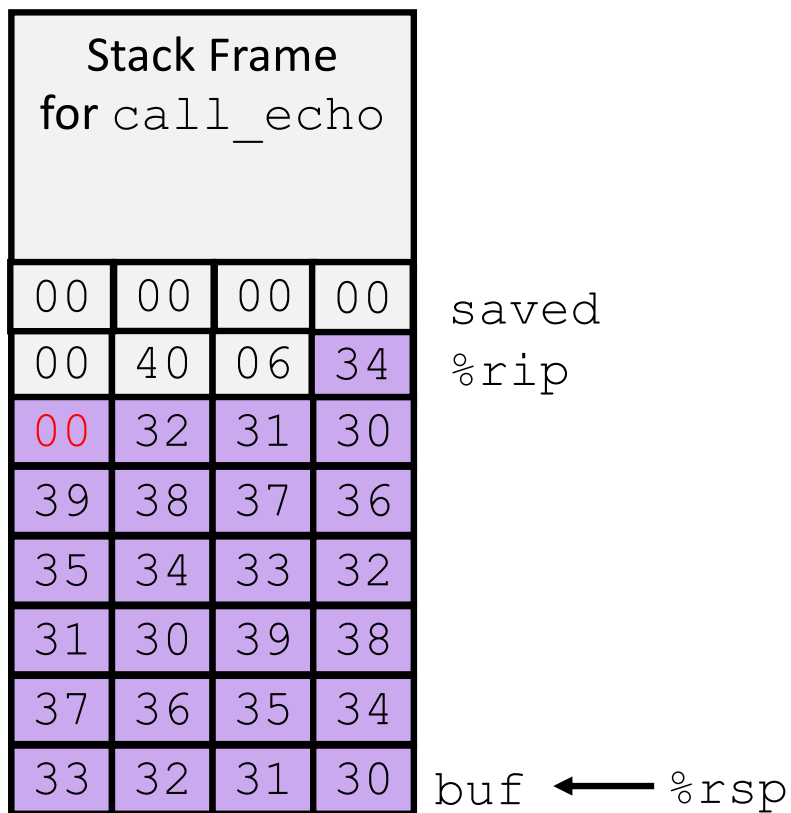 Stack Frame
for call_echo
00 00 00 00
saved
00 40 06 34
%rip
00 32 31 30
39 38 37 36
35 34 33 32
31 30 39 38
37 36 35 34
33 32 31 30
buf
%rsp